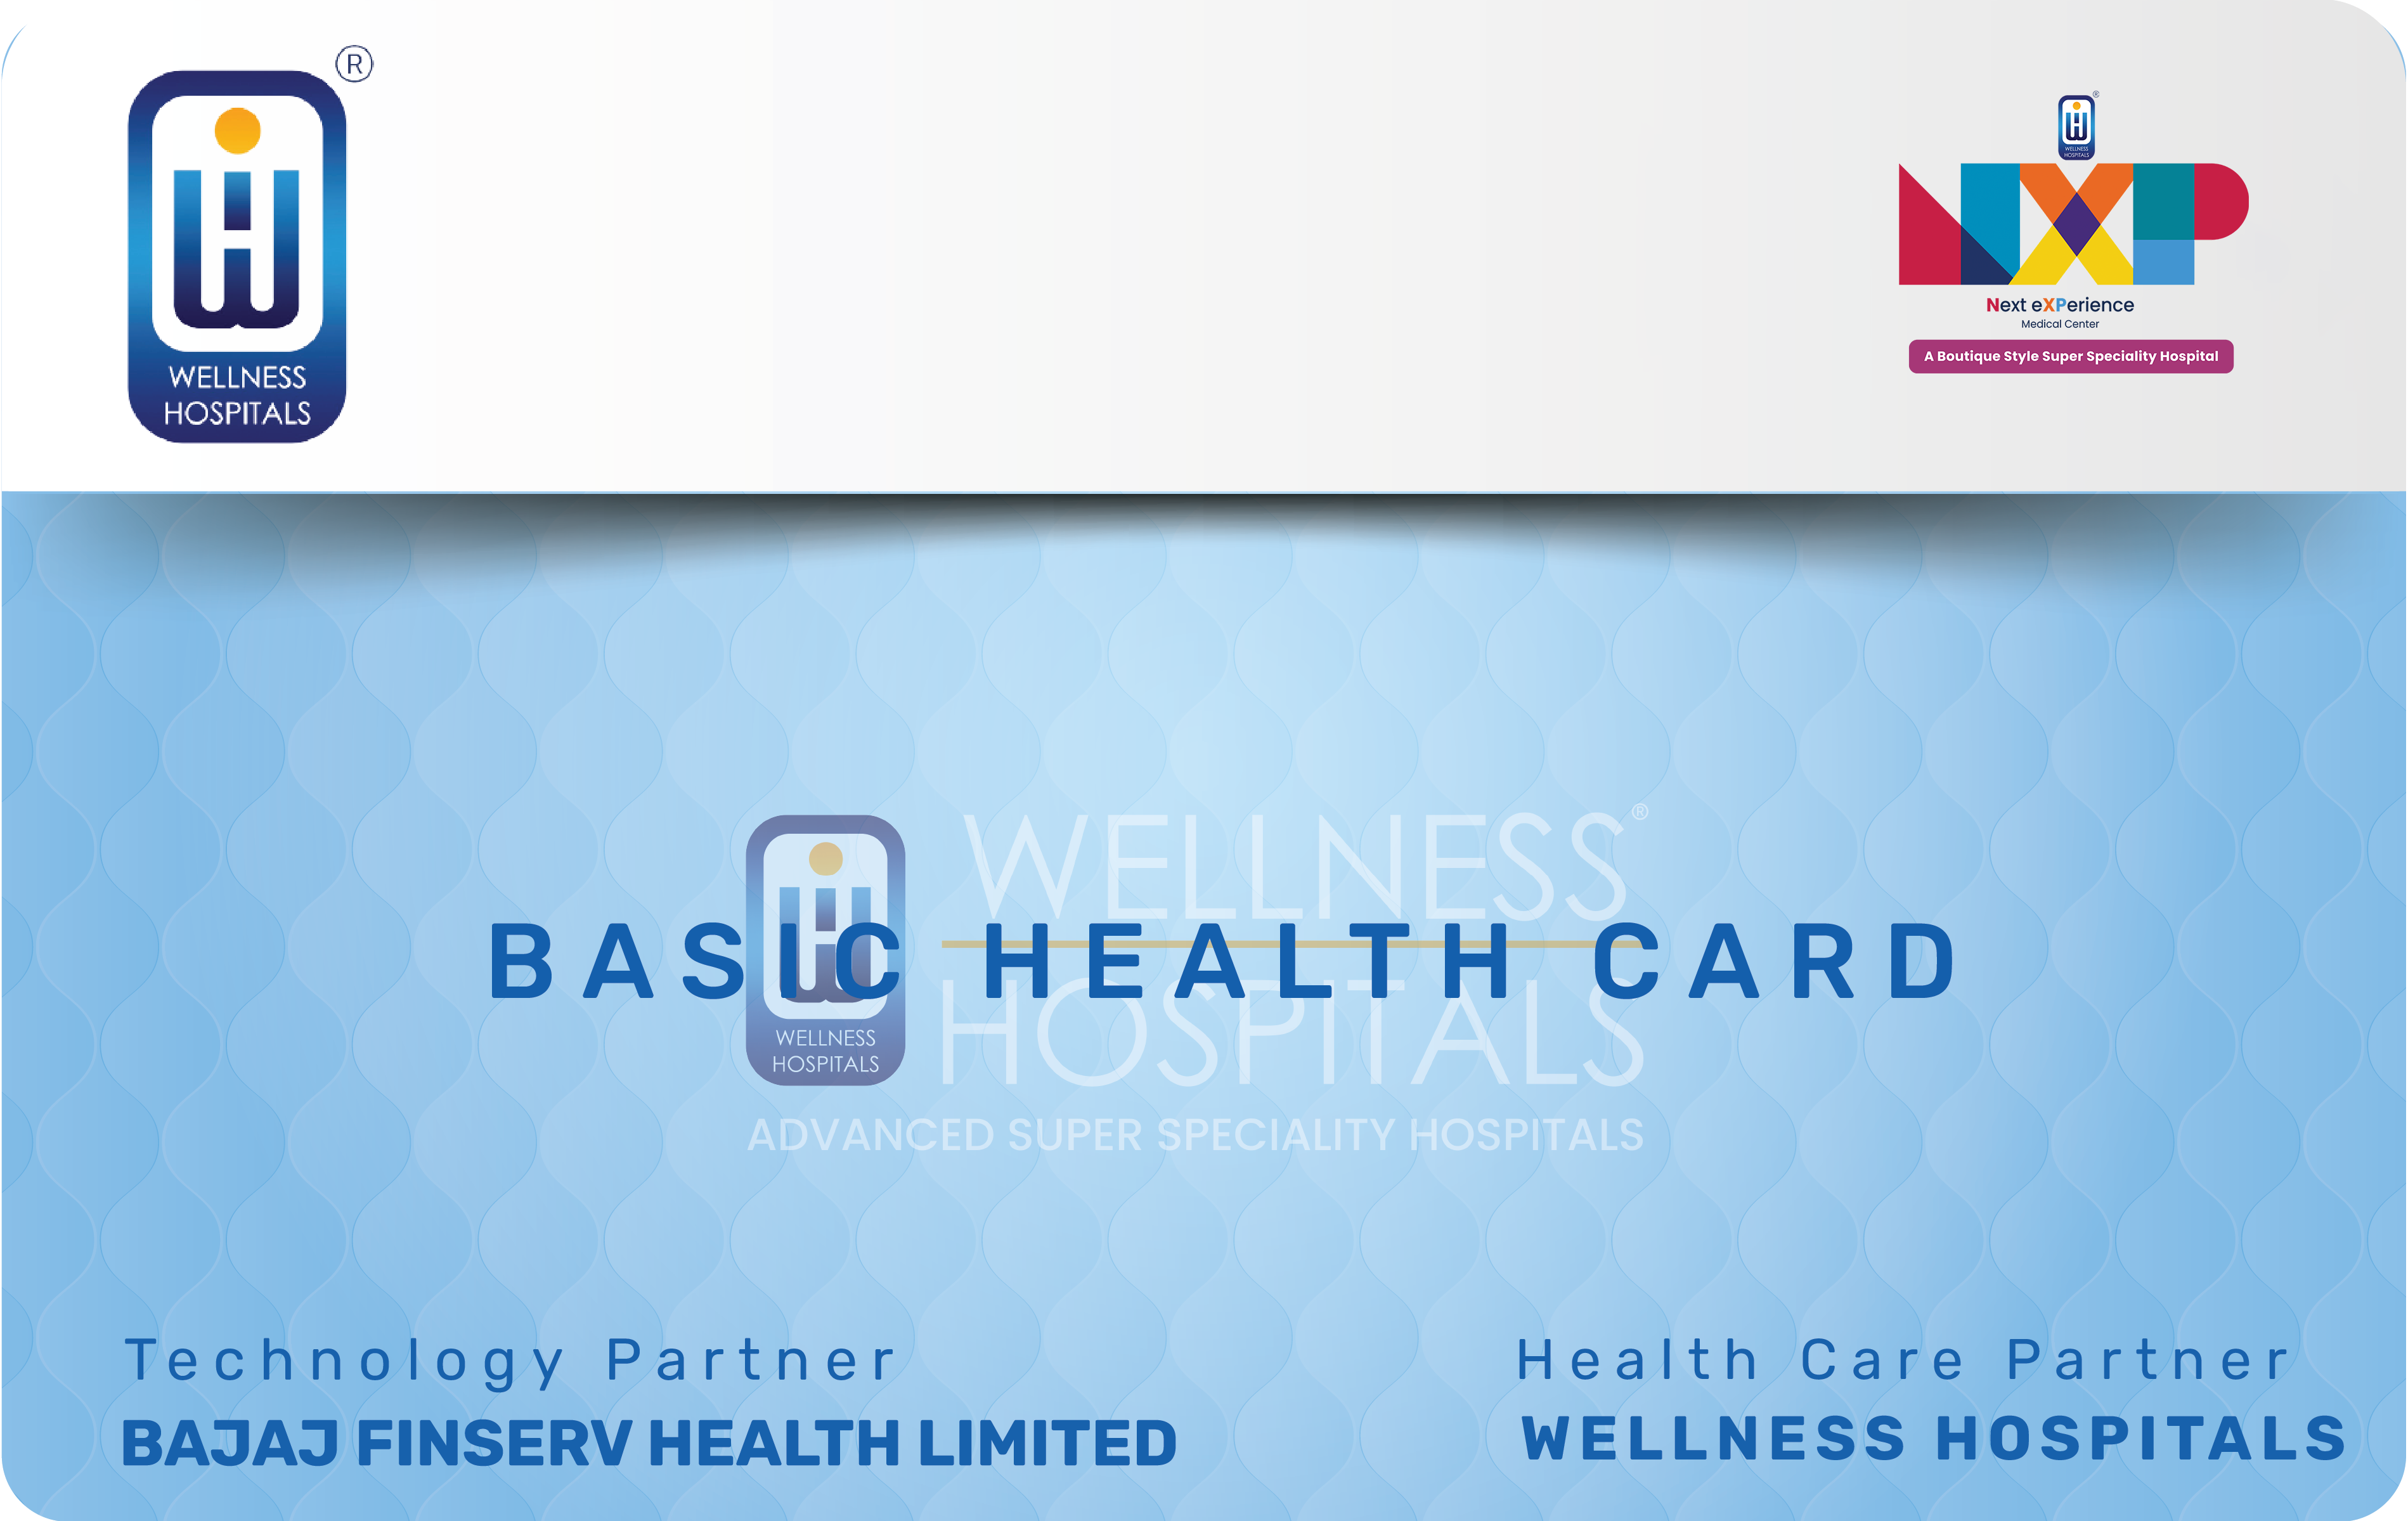 ®
WELLNESS
HOSPITALS
®
WELLNESS
HOSPITALS
NXP
Next eXPerience
Medical Center
A Boutique Style Super Speciality Hospital
WELLNESS®
BASIC HEALTH CARD
HOSPITALS
WELLNESS
HOSPITALS
ADVANCED SUPER SPECIALITY HOSPITALS
Technology Partner
BAJAJ FINSERV HEALTH LIMITED
Health Care Partner
WELLNESS HOSPITALS